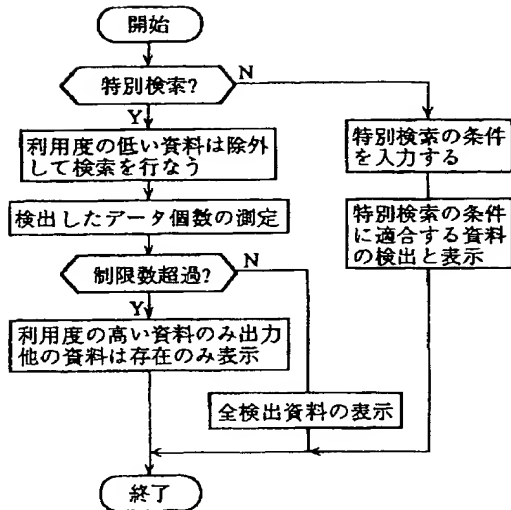 開始
特別検索?
N
Y
利用度の低い資料は除外
して検索を行なう
特別検索の条件
を入力する
検出したデータ個数の測定
特別検索の条件
に適合する資料
の検出と表示
制限数超過?
N
Y
利用度の高い資料のみ出力
他の資料は存在のみ表示
全検出資料の表示
終了